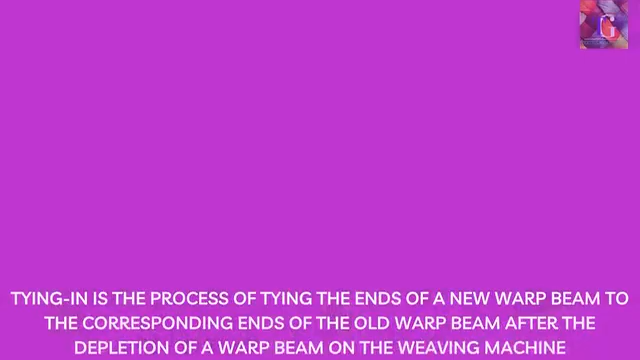 G
TYING-IN IS THE PROCESS OF TYING THE ENDS OF A NEW WARP BEAM TO
THE CORRESPONDING ENDS OF THE OLD WARP BEAM AFTER THE
DEPLETION OF A WARP BEAM ON THE WEAVING MACHINE